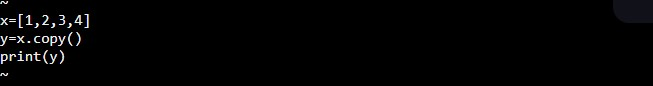 ~
x=[1,2,3,4]
y=x.copy()
print(y)
~